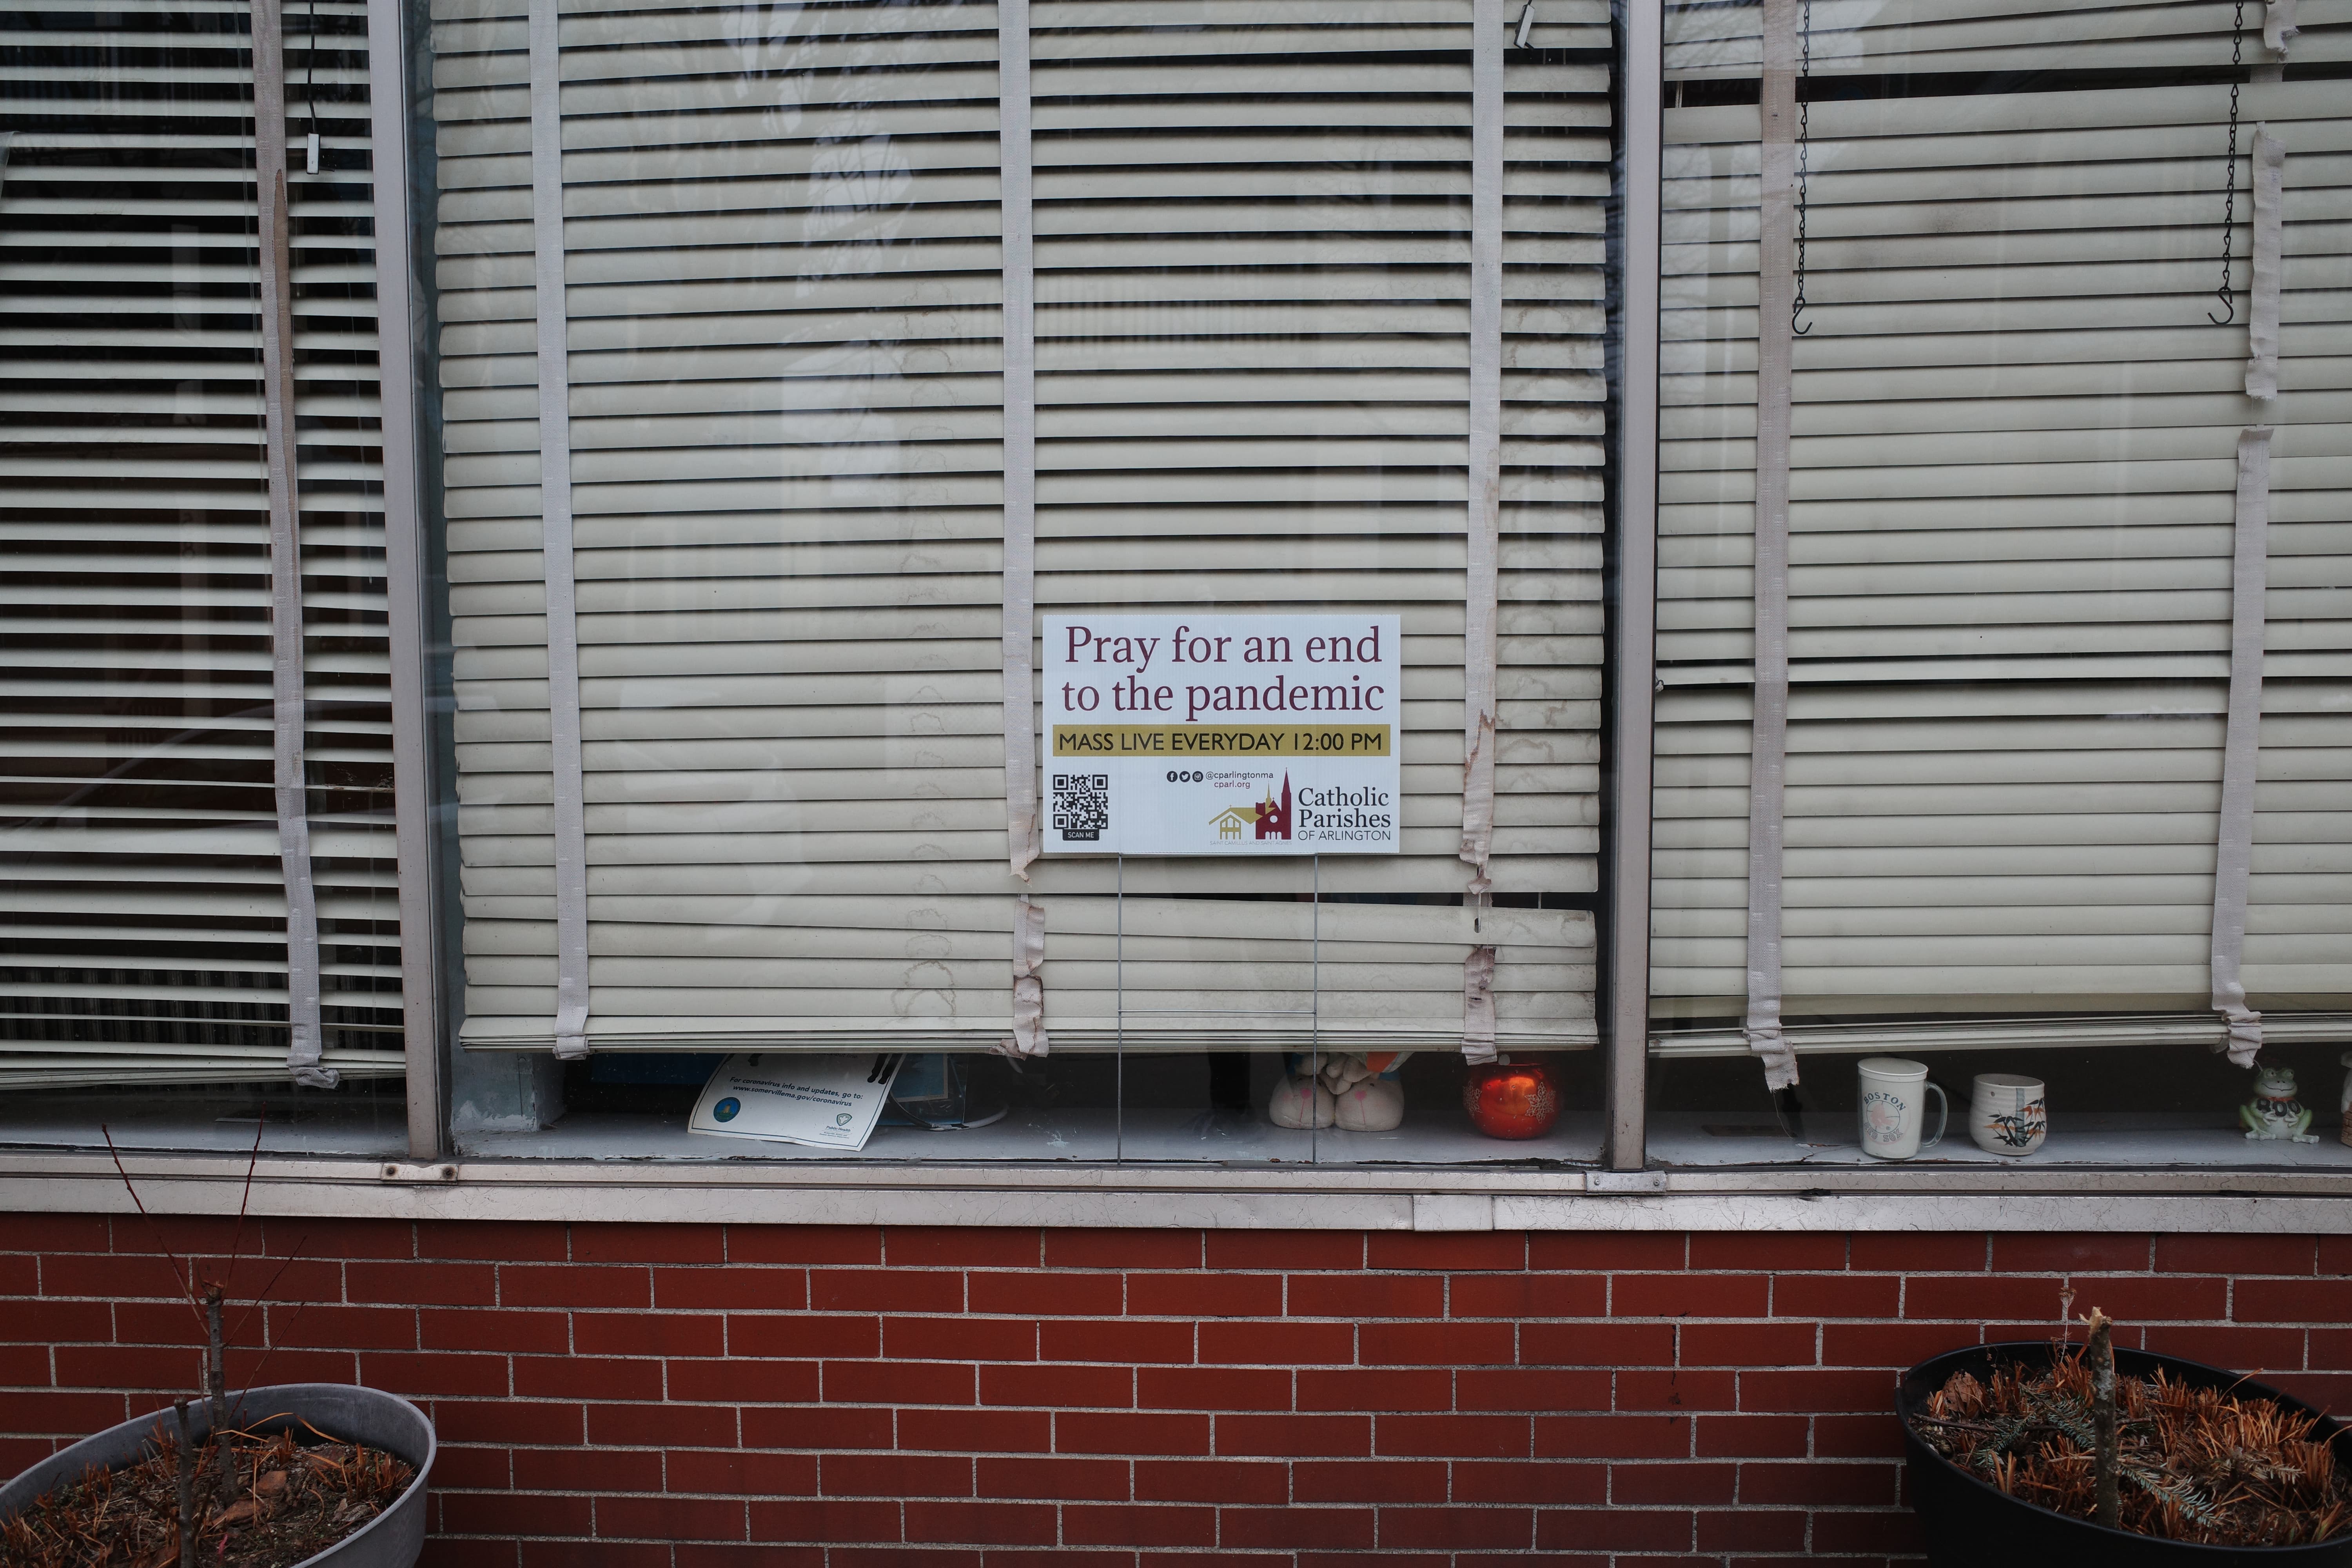 Pray for an end
to the pandemic
MASS LIVE EVERYDAY 12:00 PM
@cparlingtonma
cparl.org
SCAN ME
Catholic
Parishes
OF ARLINGTON
For coronavirus info and updates, go to:
www.somervillema.gov/coronavirus
BOSTON